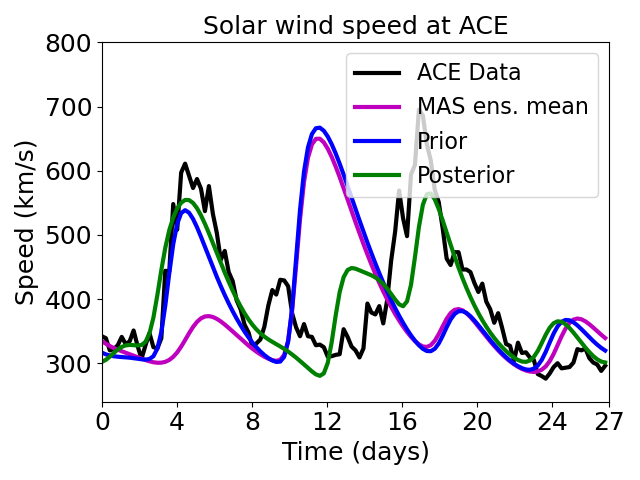 Solar wind speed at ACE
ACE Data
MAS ens. mean
Prior
Posterior
Speed (km/s)
800
700
600
500
400
300
0 4 8 12 16 20 24 27
Time (days)